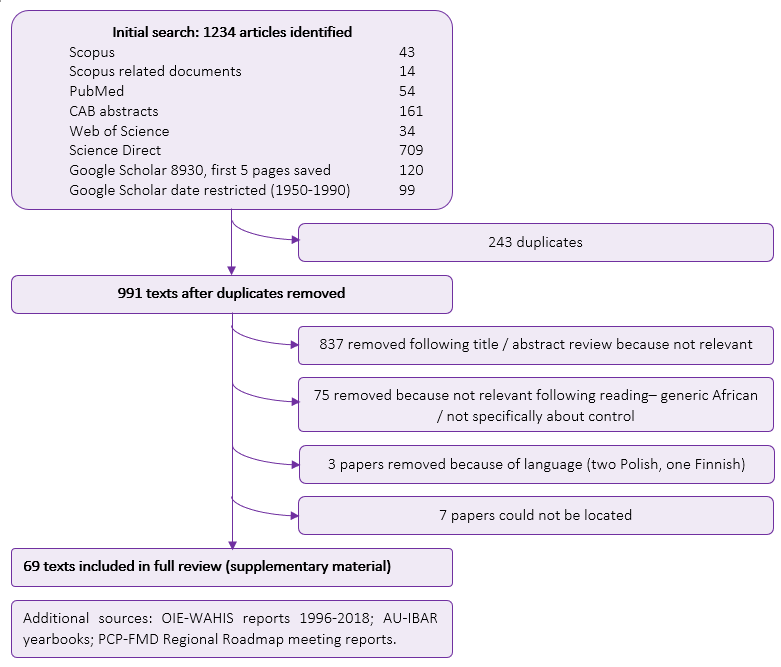 Initial search: 1234 articles identified
Scopus 43
Scopus related documents 14
PubMed 54
CAB abstracts 161
Web of Science 34
Science Direct 709
Google Scholar 8930, first 5 pages saved 120
Google Scholar date restricted (1950-1990) 99
243 duplicates
991 texts after duplicates removed
837 removed following title / abstract review because not relevant
75 removed because not relevant following reading– generic African
/ not specifically about control
3 papers removed because of language (two Polish, one Finnish)
7 papers could not be located
69 texts included in full review (supplementary material)
Additional sources: OIE-WAHIS reports 1996-2018; AU-IBAR
yearbooks; PCP-FMD Regional Roadmap meeting reports.